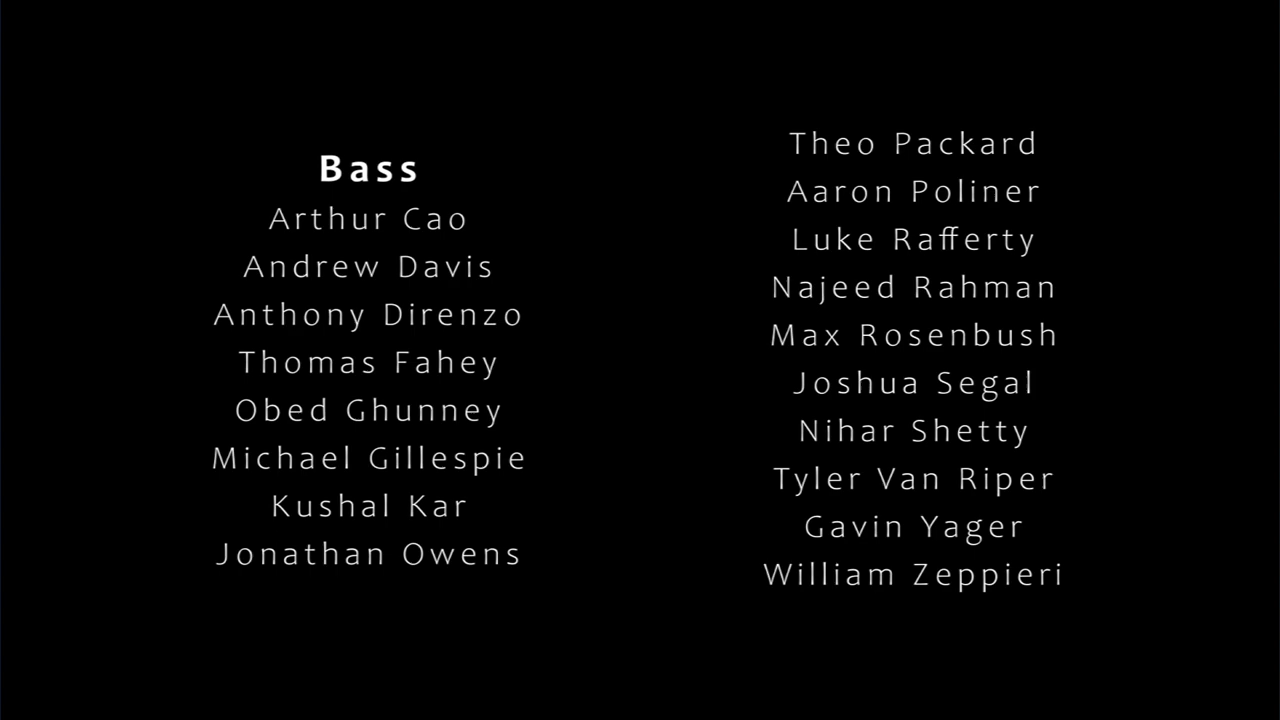 Bass
Arthur Cao
Andrew Davis
Anthony Direnzo
Thomas Fahey
Obed Ghunney
Michael Gillespie
Kushal Kar
Jonathan Owens
Theo Packard
Aaron Poliner
Luke Rafferty
Najeed Rahman
Max Rosenbush
Joshua Segal
Nihar Shetty
Tyler Van Riper
Gavin Yager
William Zeppieri